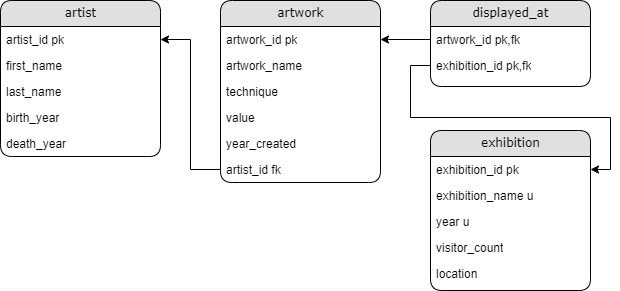 artist
artist_id pk
first_name
last_name
birth_year
death_year
artwork
artwork_id pk
artwork_name
technique
value
year_created
artist_id fk
displayed_at
artwork_id pk,fk
exhibition_id pk,fk
exhibition
exhibition_id pk
exhibition_name u
year u
visitor_count
location